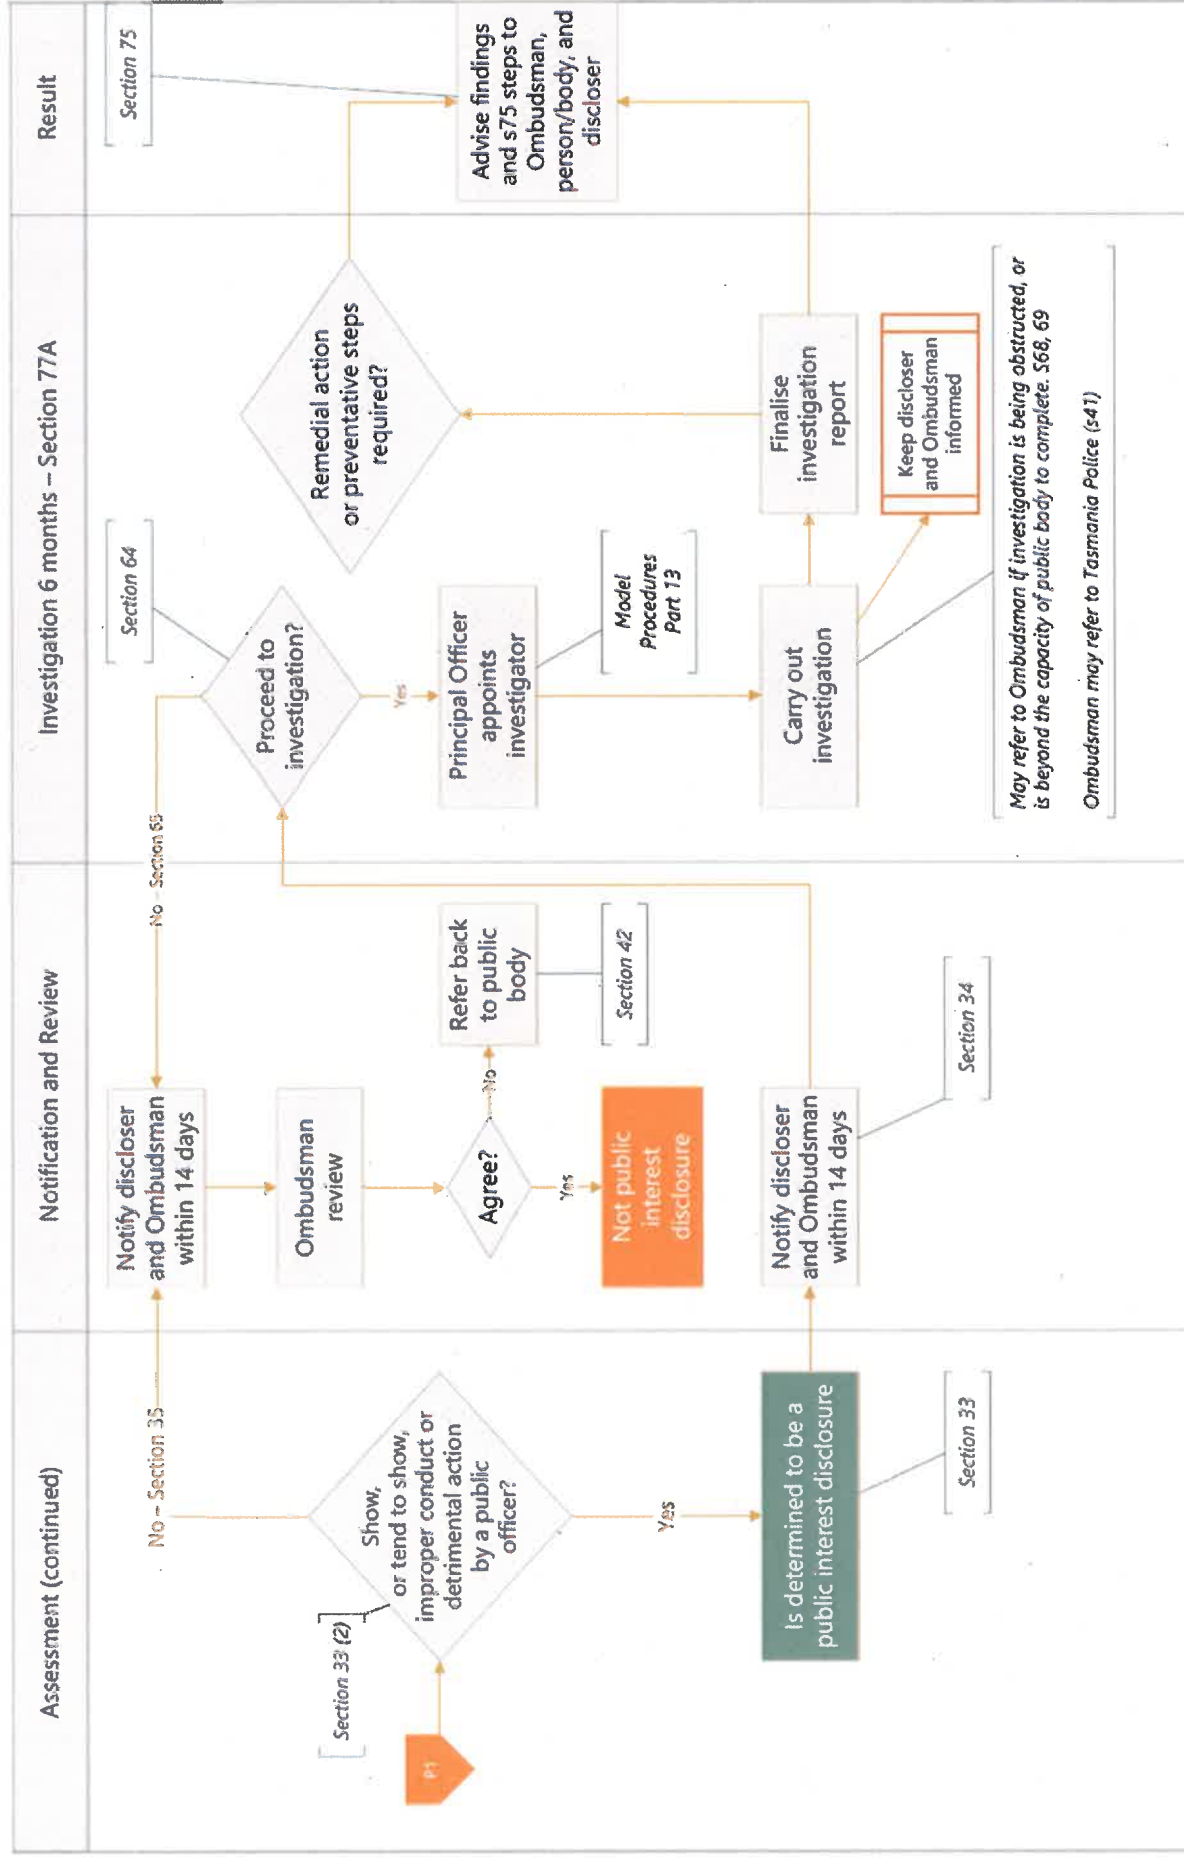 Assessment (continued)
Notification and Review
Investigation 6 months – Section 77A
Result
P1
Section 33 (2)
Show,
or tend to show,
improper conduct or
detrimental action
by a public
officer?
No – Section 35
Yes
Is determined to be a
public interest disclosure
Section 33
Notify discloser
and Ombudsman
within 14 days
Ombudsman
review
Agree?
No
Refer back
to public
body
Section 42
Yes
Not public
interest
disclosure
Notify discloser
and Ombudsman
within 14 days
Section 34
No – Section 65
Section 64
Proceed to
investigation?
Yes
Principal Officer
appoints
investigator
Model
Procedures
Part 13
Carry out
investigation
May refer to Ombudsman if investigation is being obstructed, or
is beyond the capacity of public body to complete. S68, 69
Ombudsman may refer to Tasmania Police (s41)
Remedial action
or preventative steps
required?
Finalise
investigation
report
Keep discloser
and Ombudsman
informed
Section 75
Advise findings
and s75 steps to
Ombudsman,
person/body, and
discloser